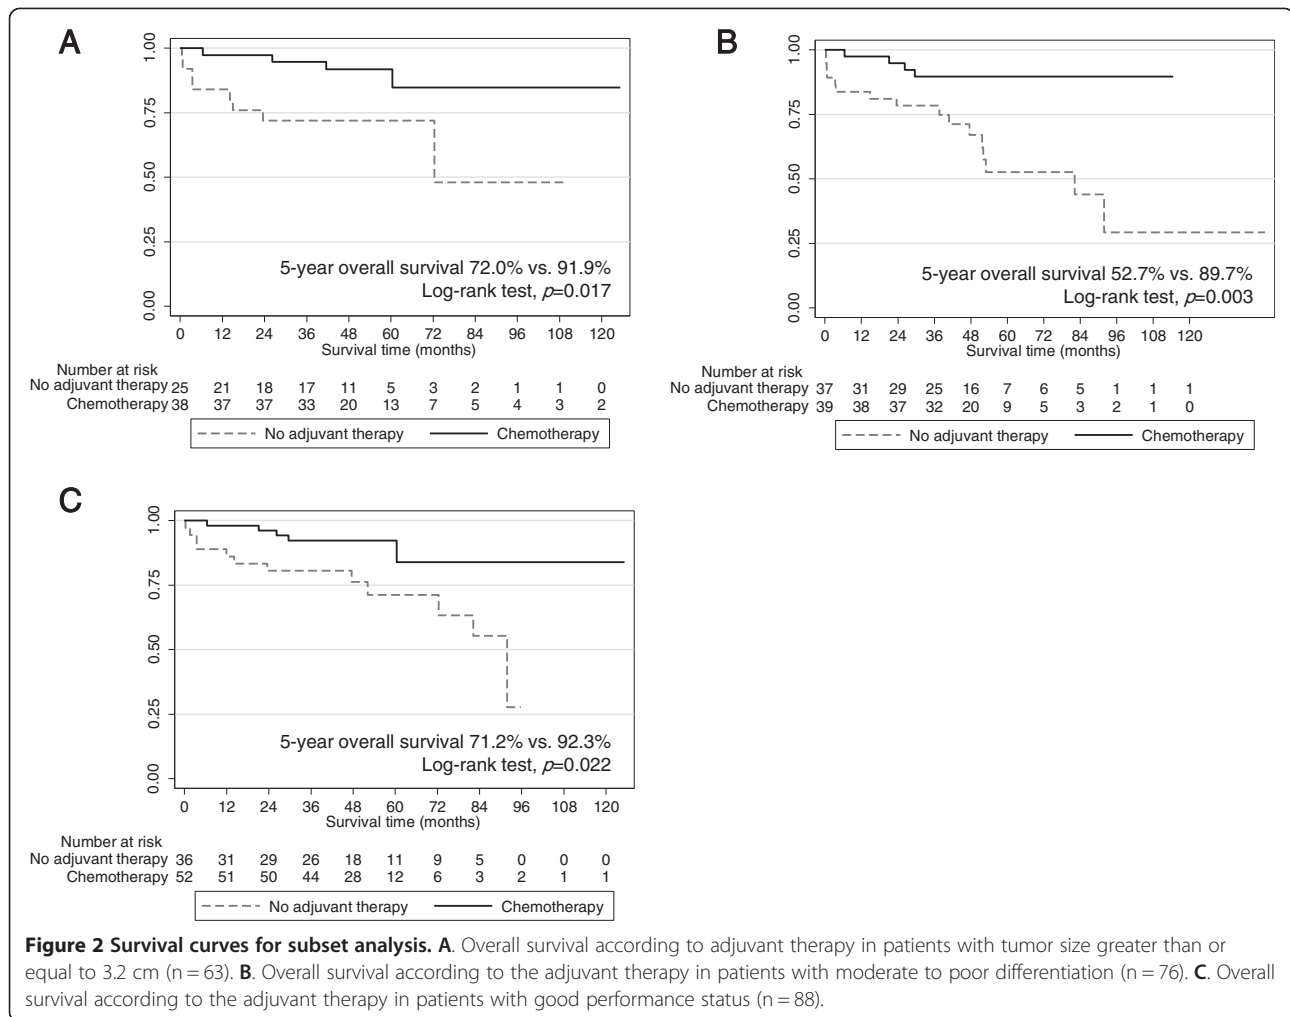 A
1.00
0.75
0.50
0.25
0.00
5-year overall survival 72.0% vs. 91.9%
Log-rank test, p=0.017
0 12 24 36 48 60 72 84 96 108 120
Survival time (months)
Number at risk
No adjuvant therapy 25 21 18 17 11 5 3 2 1 1 0
Chemotherapy 38 37 37 33 20 13 7 5 4 3 2
No adjuvant therapy Chemotherapy
B
1.00
0.75
0.50
0.25
0.00
5-year overall survival 52.7% vs. 89.7%
Log-rank test, p=0.003
0 12 24 36 48 60 72 84 96 108 120
Survival time (months)
Number at risk
No adjuvant therapy 37 31 29 25 16 7 6 5 1 1 1
Chemotherapy 39 38 37 32 20 9 5 3 2 1 0
No adjuvant therapy Chemotherapy
C
1.00
0.75
0.50
0.25
0.00
5-year overall survival 71.2% vs. 92.3%
Log-rank test, p=0.022
0 12 24 36 48 60 72 84 96 108 120
Survival time (months)
Number at risk
No adjuvant therapy 36 31 29 26 18 11 9 5 0 0 0
Chemotherapy 52 51 50 44 28 12 6 3 2 1 1
No adjuvant therapy Chemotherapy
Figure 2 Survival curves for subset analysis. A. Overall survival according to adjuvant therapy in patients with tumor size greater than or
equal to 3.2 cm (n = 63). B. Overall survival according to the adjuvant therapy in patients with moderate to poor differentiation (n = 76). C. Overall
survival according to the adjuvant therapy in patients with good performance status (n = 88).